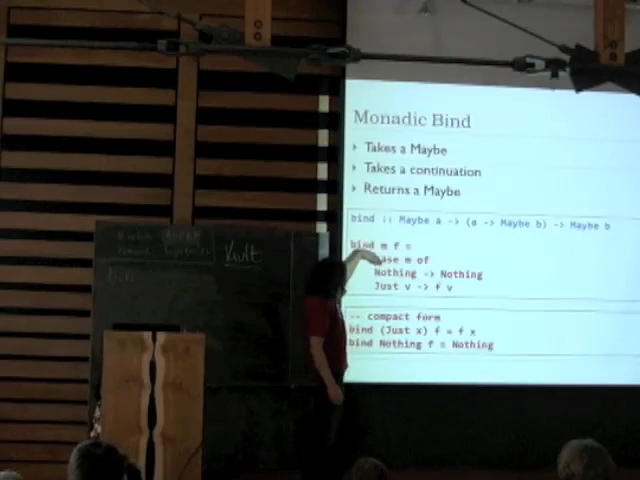 Monadic Bind
Takes a Maybe
Takes a continuation
Returns a Maybe
bind :: Maybe a -> (a -> Maybe b) -> Maybe b
bind m f =
case m of
Nothing -> Nothing
Just v -> f v
-- compact form
bind (Just x) f = f x
bind Nothing f = Nothing
Kult